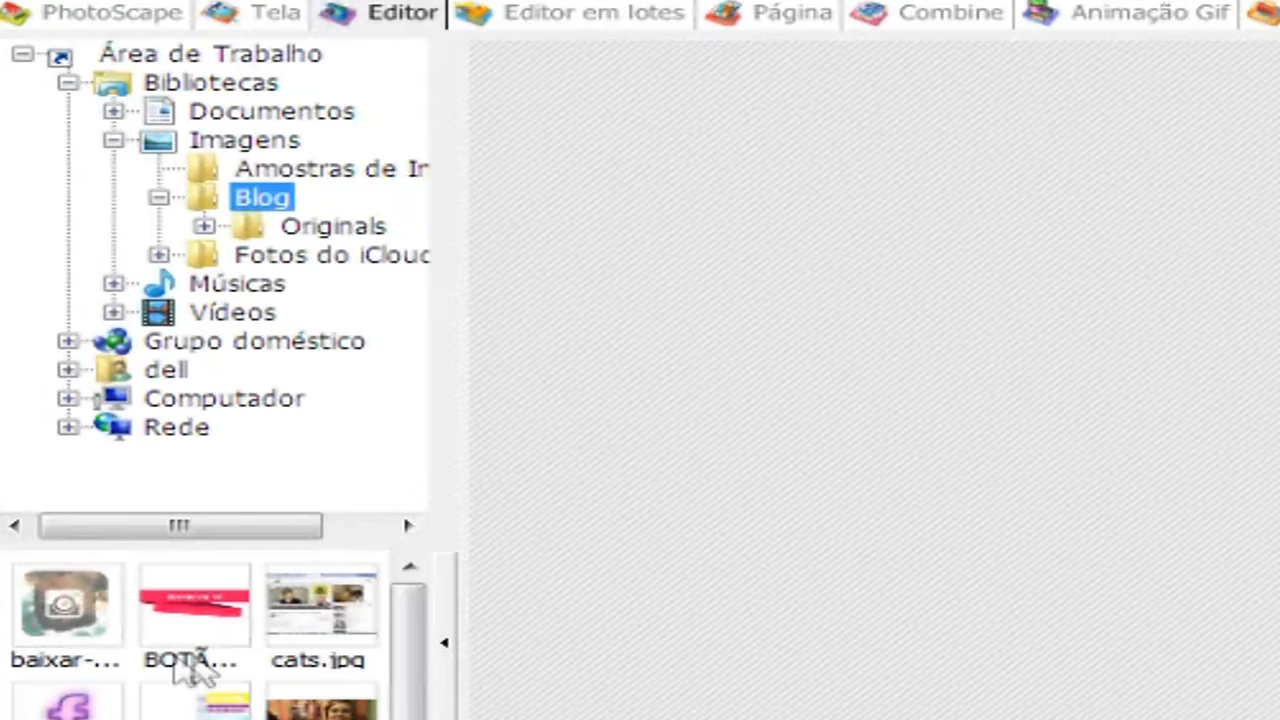 PhotoScape Tela Editor Editor em lotes Página Combine Animação Gif
Área de Trabalho
Bibliotecas
Documentos
Imagens
Amostras de Ir
Blog
Originals
Fotos do iCloud
Músicas
Vídeos
Grupo doméstico
dell
Computador
Rede
baixar-... BOTÃ... cats.jpg